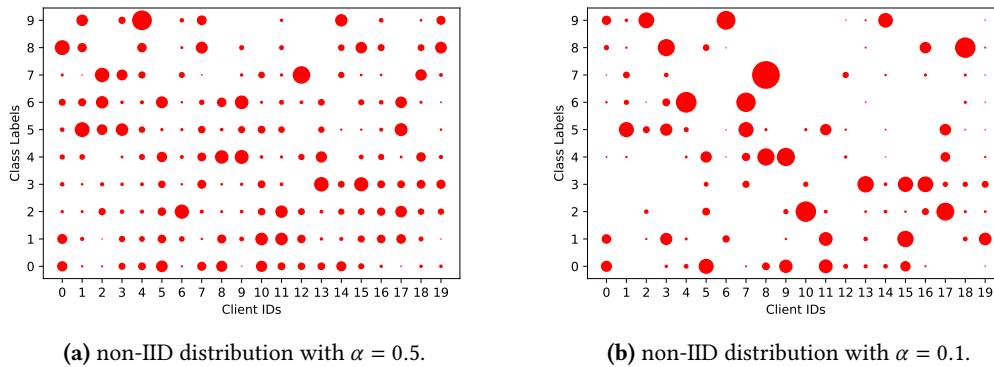 9
8
7
6
5
4
3
2
1
0
Class Labels
0 1 2 3 4 5 6 7 8 9 10 11 12 13 14 15 16 17 18 19
Client IDs
(a) non-IID distribution with α = 0.5.
9
8
7
6
5
4
3
2
1
0
Class Labels
0 1 2 3 4 5 6 7 8 9 10 11 12 13 14 15 16 17 18 19
Client IDs
(b) non-IID distribution with α = 0.1.